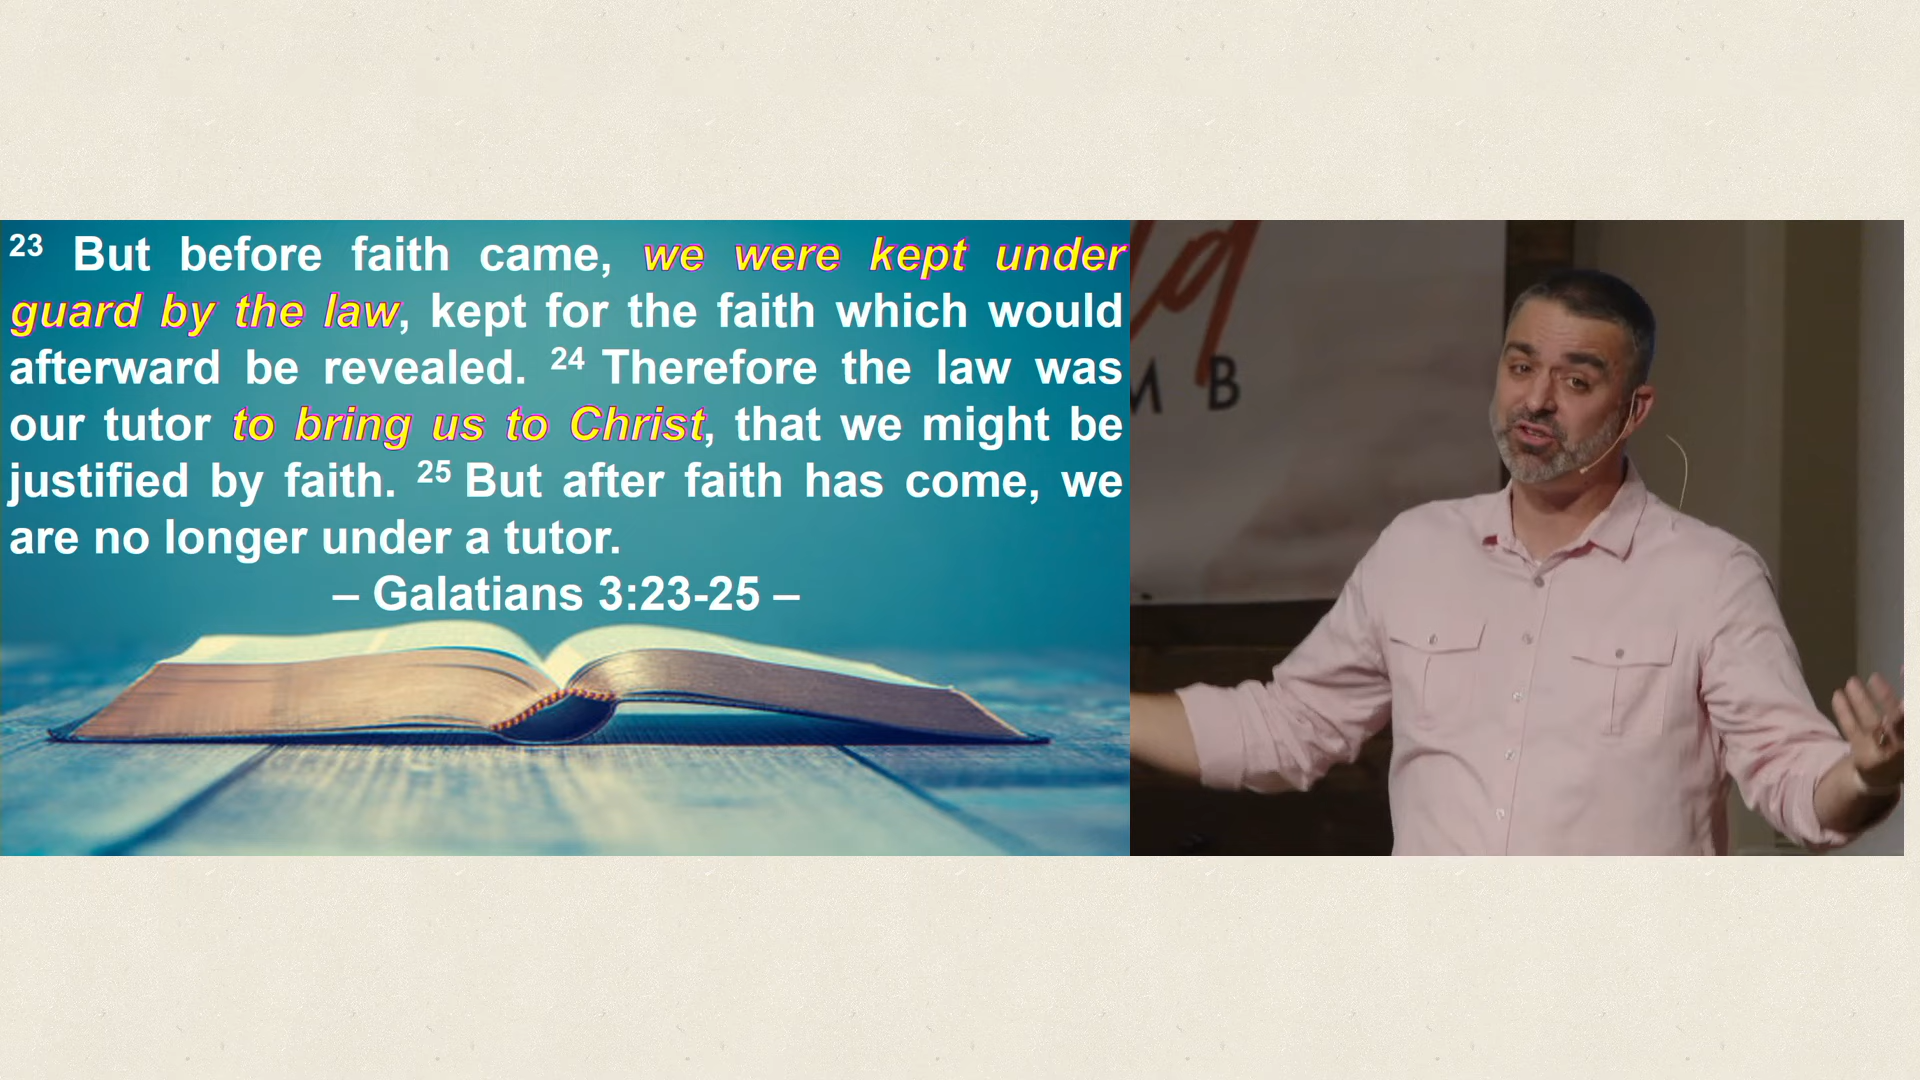 23 But before faith came, we were kept under
guard by the law, kept for the faith which would
afterward be revealed. 24 Therefore the law was
our tutor to bring us to Christ, that we might be
justified by faith. 25 But after faith has come, we
are no longer under a tutor.
– Galatians 3:23-25 –
MB